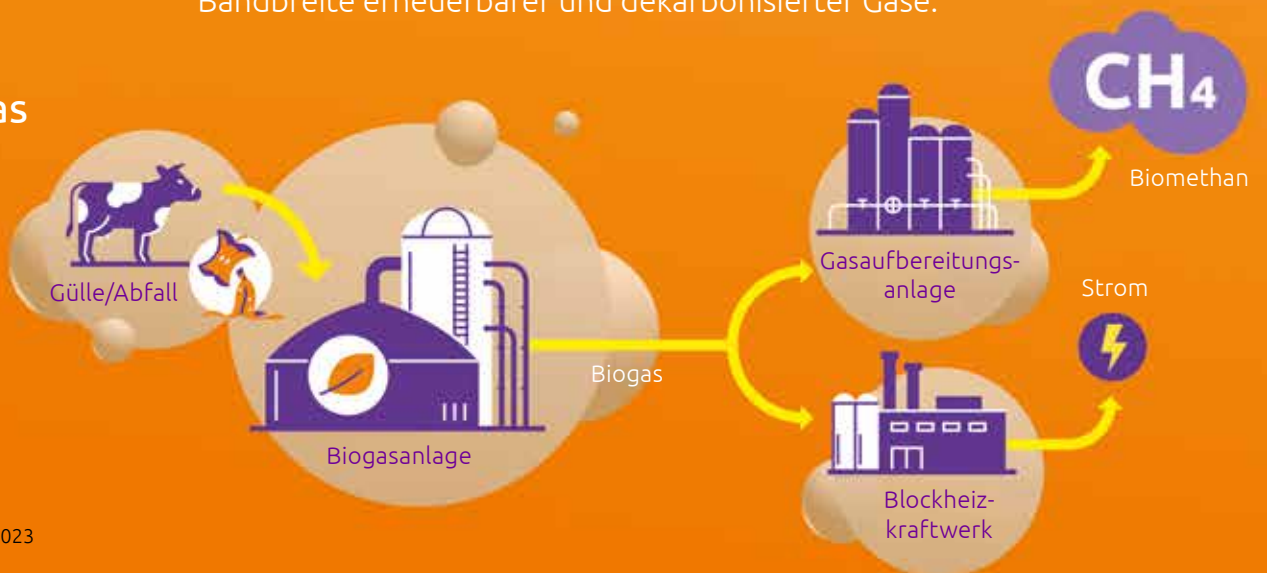 Bandbreite erneuerbarer und dekarbonisierter Gase.
as
CH₄
Biomethan
Gülle/Abfall
Gasaufbereitungs-
anlage
Strom
Biogas
Biogasanlage
Blockheiz-
kraftwerk
023